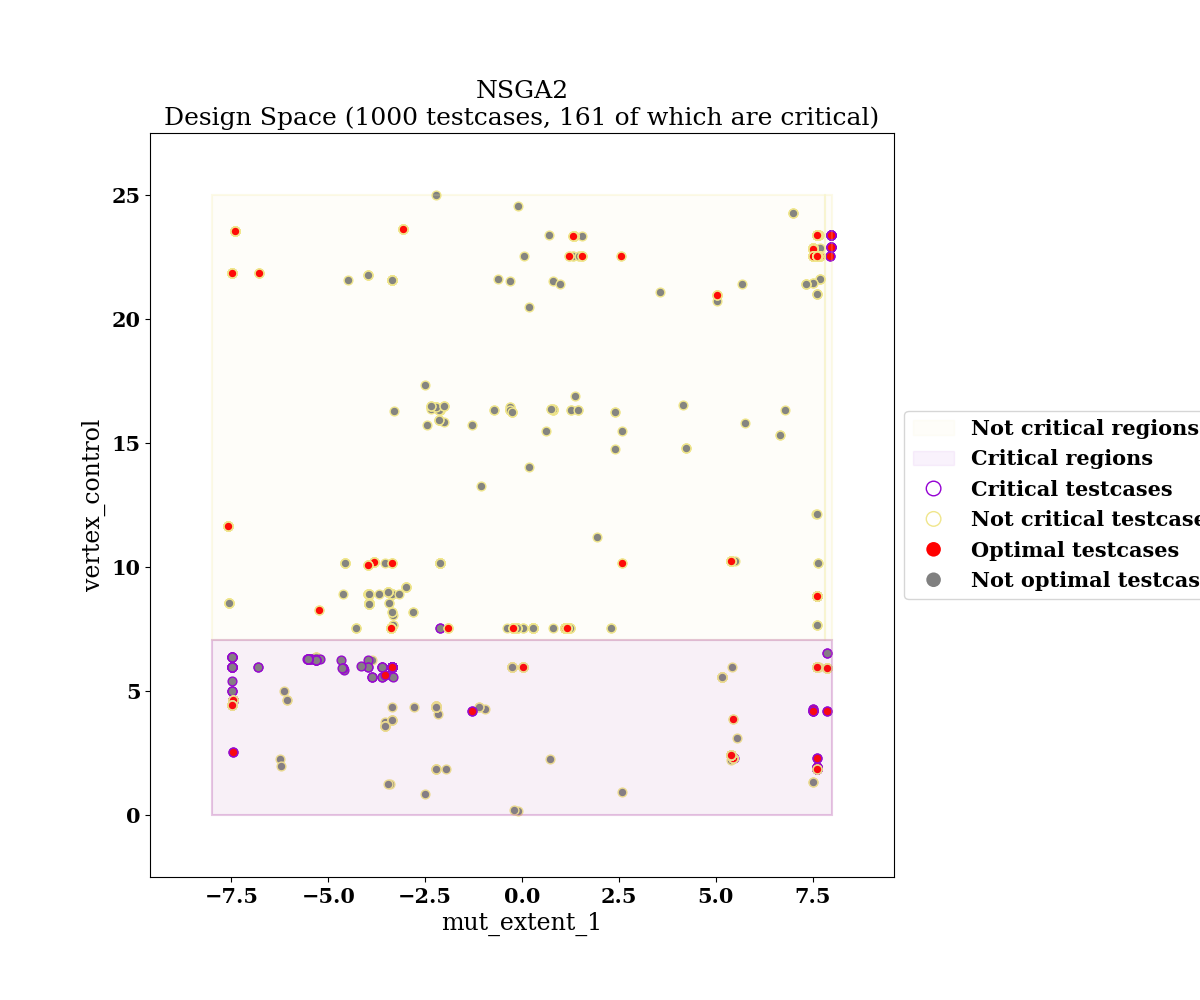 NSGA2
Design Space (1000 testcases, 161 of which are critical)
25
20
15
10
5
0
vertex_control
−7.5 −5.0 −2.5 0.0 2.5 5.0 7.5
mut_extent_1
Not critical regions
Critical regions
Critical testcases
Not critical testcase
Optimal testcases
Not optimal testcas